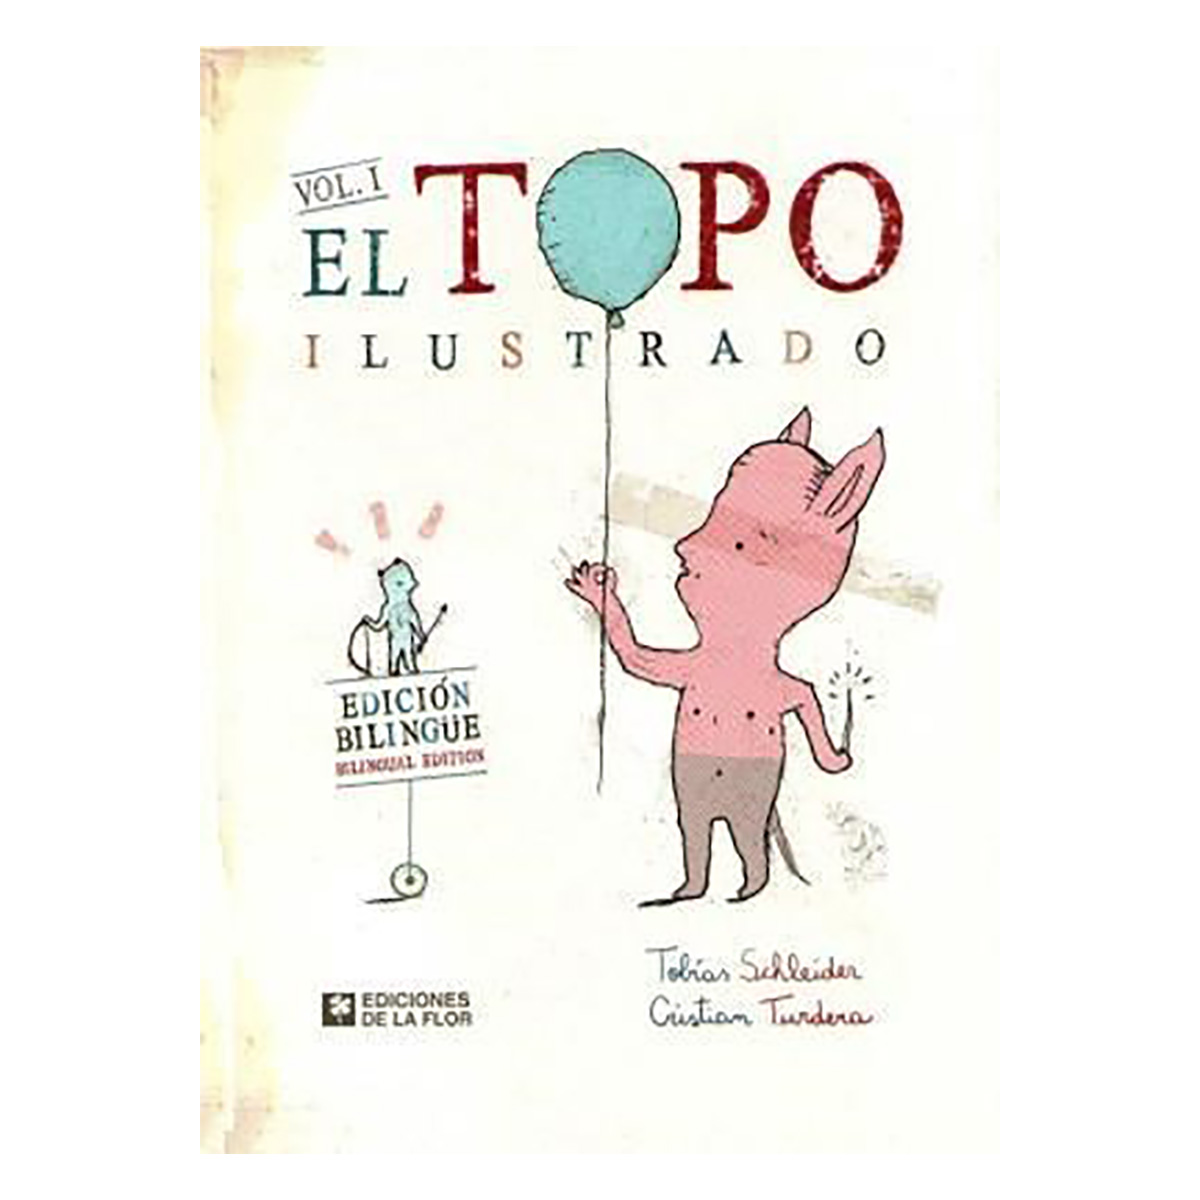 VOL. I
EL TOPO
ILUSTRADO
EDICIÓN
BILINGÜE
BILINGUAL EDITION
Tobías Schleider
Cristian Turdera
EDICIONES
DE LA FLOR